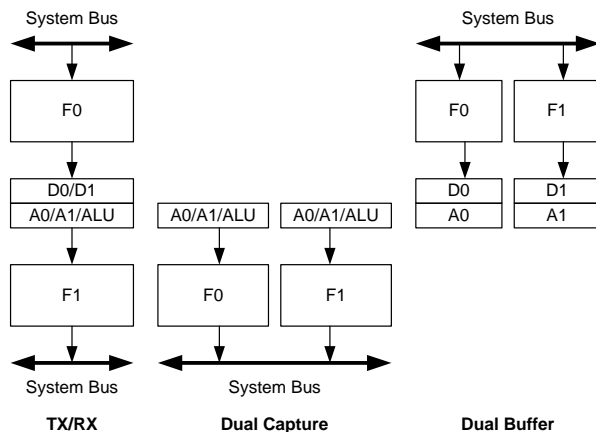 System Bus
System Bus
F0
F0
F1
D0/D1
D0
D1
A0/A1/ALU
A0/A1/ALU
A0/A1/ALU
A0
A1
F1
F0
F1
System Bus
System Bus
TX/RX
Dual Capture
Dual Buffer